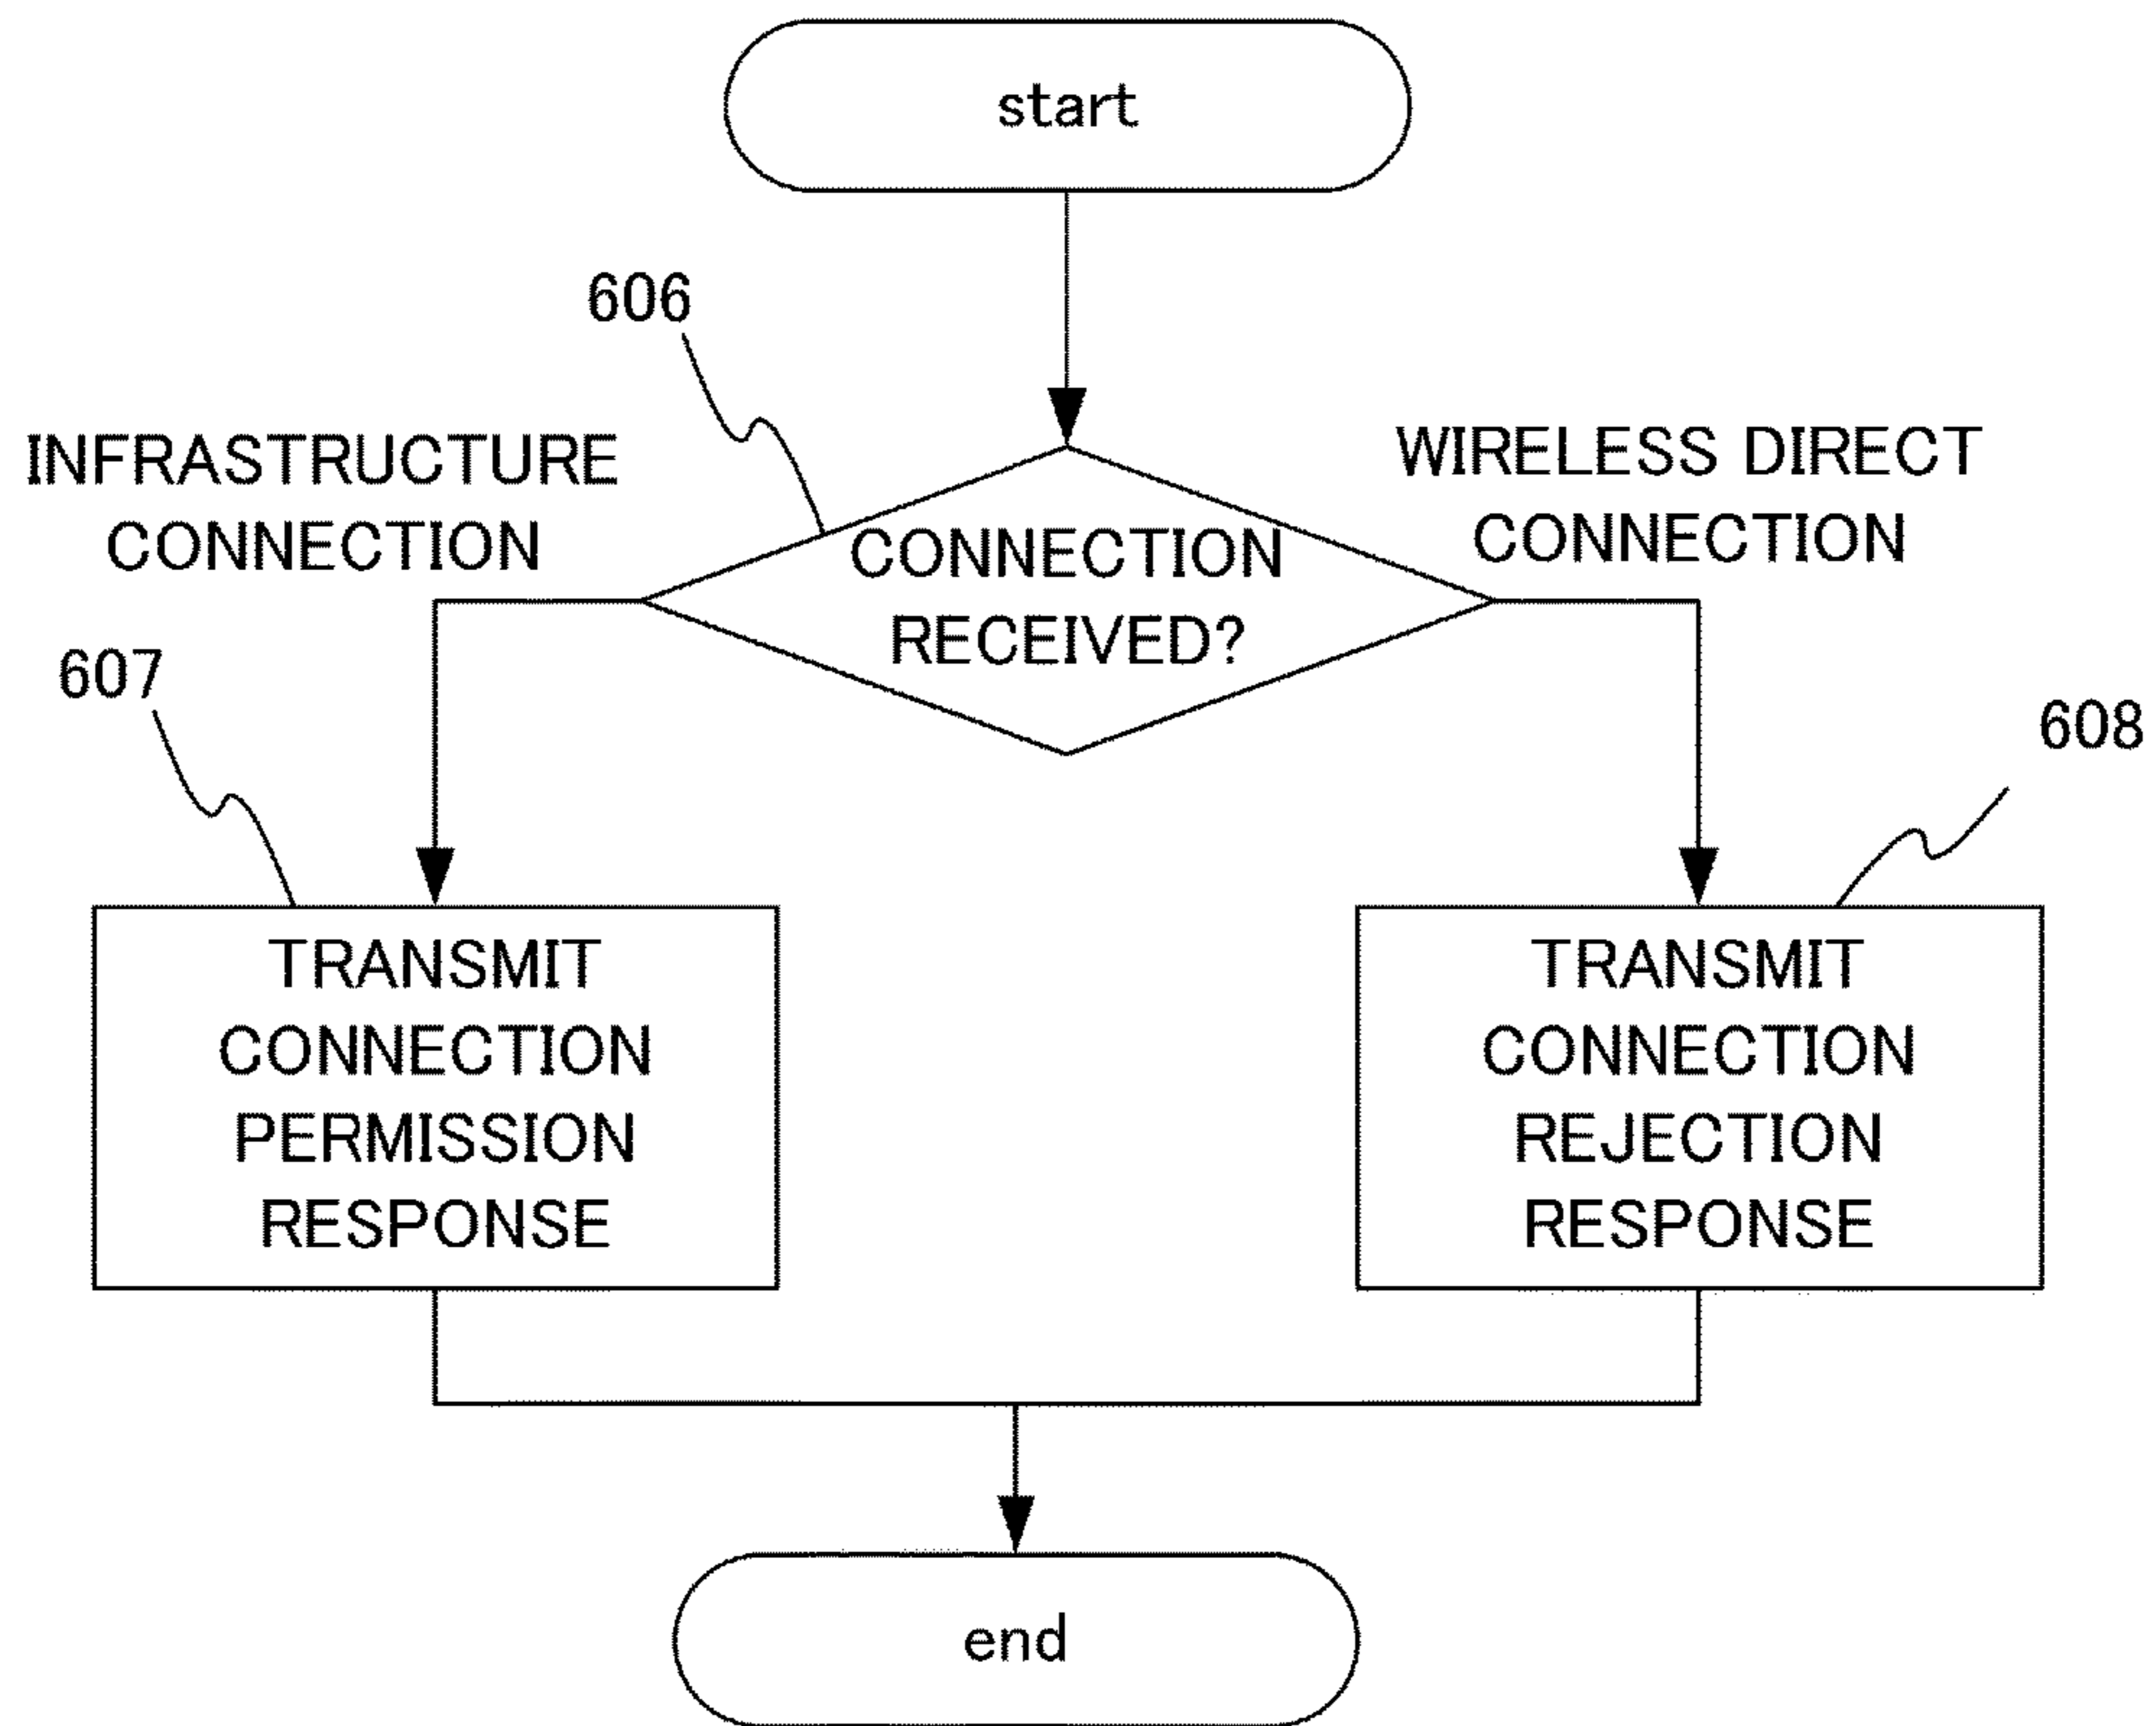 start
606
INFRASTRUCTURE
CONNECTION
WIRELESS DIRECT
CONNECTION
CONNECTION
RECEIVED?
607
608
TRANSMIT
CONNECTION
PERMISSION
RESPONSE
TRANSMIT
CONNECTION
REJECTION
RESPONSE
end